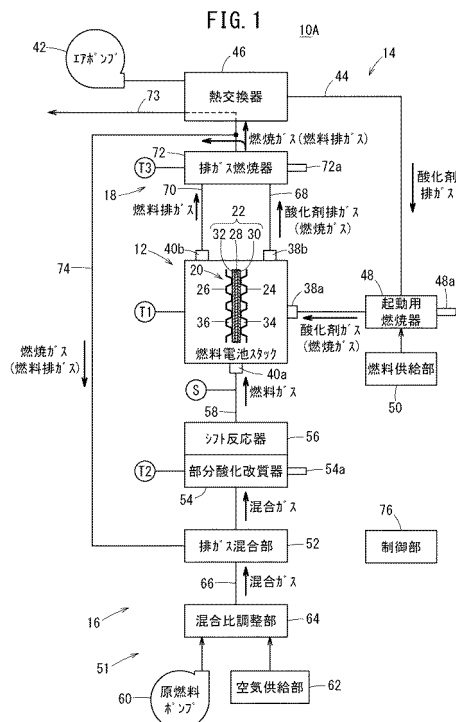 FIG. 1
10A
42
エアポンプ
46
熱交換器
44
14
73
燃焼ガス(燃料排ガス)
72
T3
排ガス燃焼器
72a
酸化剤
排ガス
18
70
68
燃料排ガス
22
酸化剤排ガス
(燃焼ガス)
32 28 30
40b
38b
12
20
74
26
24
38a
48
48a
T1
起動用
燃焼器
36
34
酸化剤ガス
(燃焼ガス)
燃料電池スタック
燃焼ガス
(燃料排ガス)
40a
燃料供給部
50
S
燃料ガス
58
シフト反応器
56
T2
部分酸化改質器
54a
54
混合ガス
76
排ガス混合部
52
制御部
66
混合ガス
16
混合比調整部
64
51
60
原燃料
ポンプ
空気供給部
62